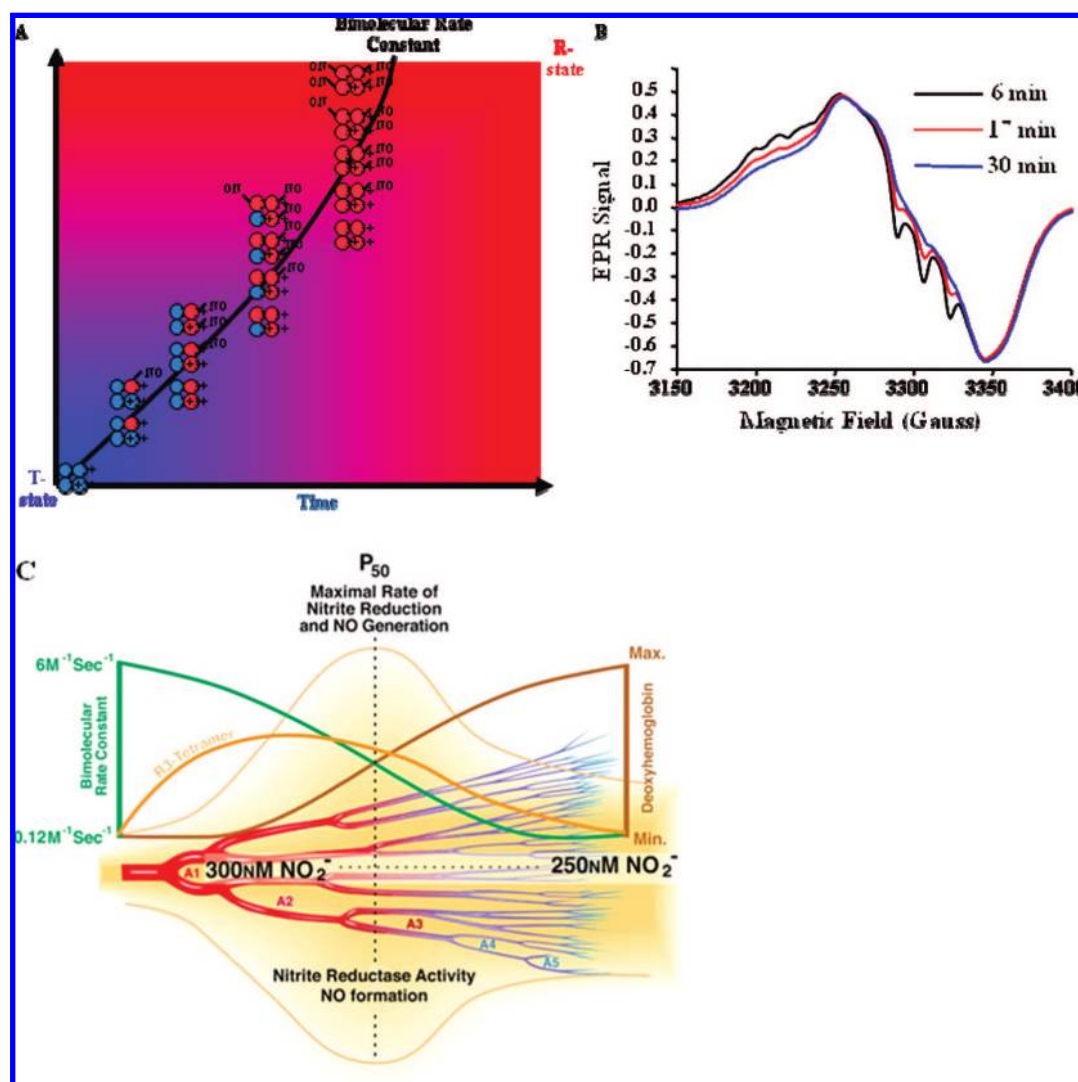 A
Bimolecular Rate
Constant
R-
state
T-
state
Time
B
EPR Signal
0.5
0.4
0.3
0.2
0.1
0.0
-0.1
-0.2
-0.3
-0.4
-0.5
-0.6
-0.7
6 min
17 min
30 min
3150
3200
3250
3300
3350
3400
Magnetic Field (Gauss)
C
P50
Maximal Rate of
Nitrite Reduction
and NO Generation
6M⁻¹Sec⁻¹
Max.
Bimolecular
Rate Constant
R3-Tetramer
Deoxyhemoglobin
0.12M⁻¹Sec⁻¹
Min.
A1
300NM NO₂⁻
250NM NO₂⁻
A2
A3
A4
A5
Nitrite Reductase Activity
NO formation